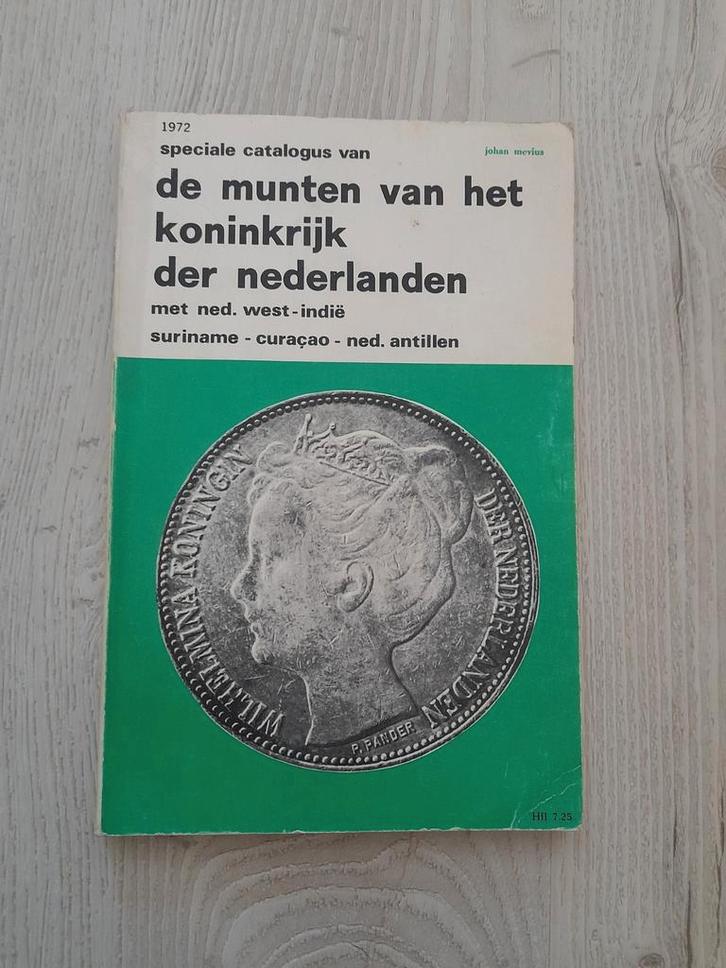 1972
speciale catalogus van
johan mevius
de munten van het
koninkrijk
der nederlanden
met ned. west-indië
suriname - curaçao - ned. antillen
WILHELMINA KONINGIN
DER NEDERLANDEN
P. PANDER
Hfl 7.25